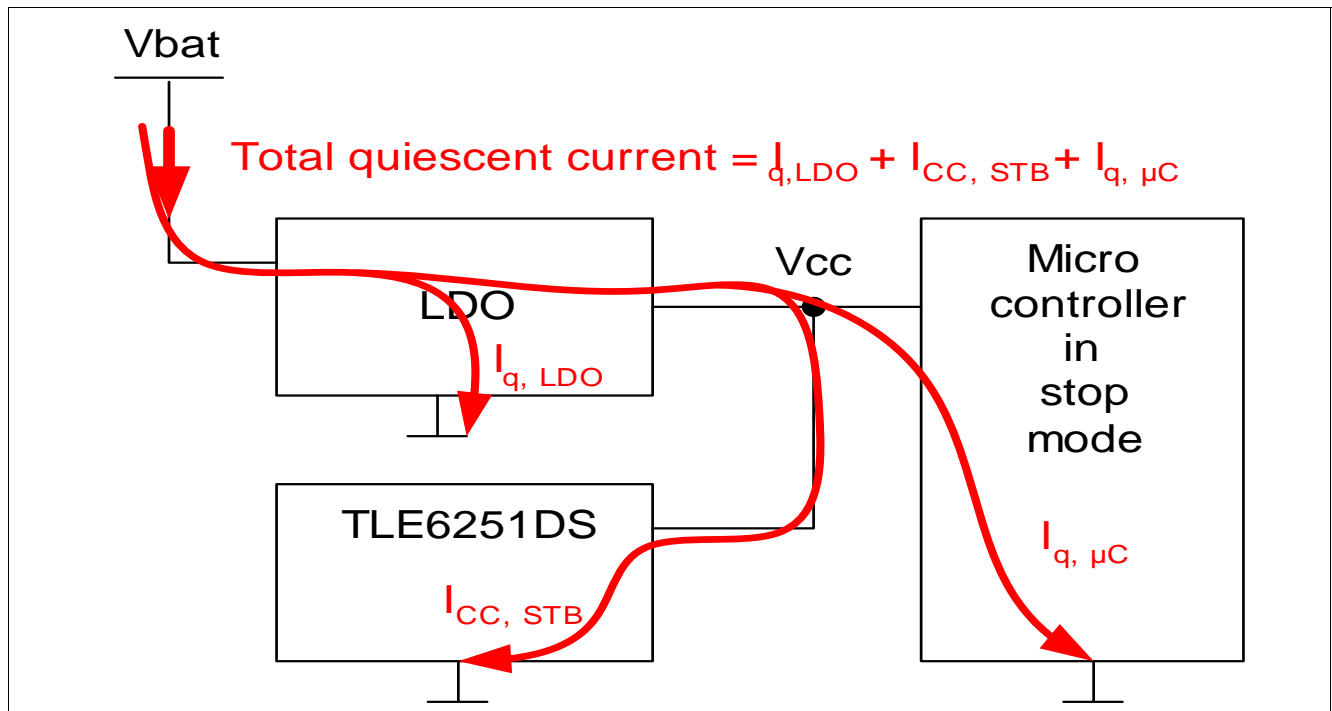 Vbat
Total quiescent current = Iq,LDO + ICC, STB + Iq, µC
LDO
Iq, LDO
Vcc
Micro
controller
in
stop
mode
TLE6251DS
ICC, STB
Iq, µC